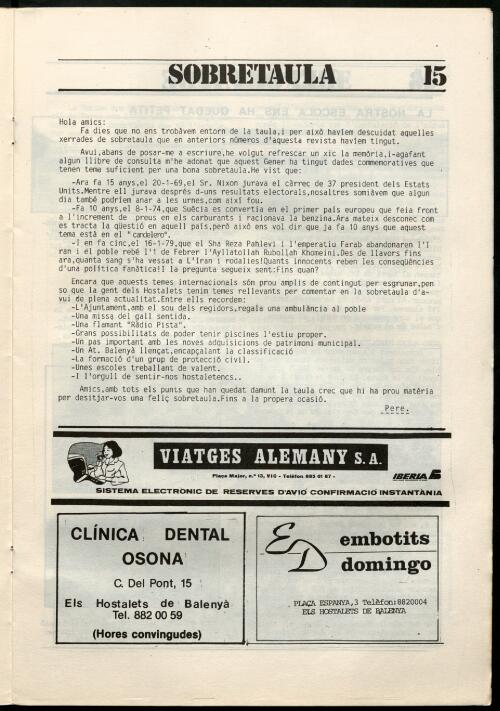 SOBRETAULA 15
Hola amics:
Fa dies que no ens trobàvem entorn de la taula,i per això haviem descuidat aquelles
xerrades de sobretaula que en anteriors números d'aquesta revista haviem tingut.
Avui,abans de posar-me a escriure,he volgut refrescar un xic la memòria,i-agafant
algun llibre de consulta m'he adonat que aquest Gener ha tingut dades commemoratives que
tenen tema suficient per una bona sobretaula.He vist que:
-Ara fa 15 anys,el 20-1-69,el Sr. Nixon jurava el càrrec de 37 president dels Estats
Units.Mentre ell jurava després d-uns resultats electorals,nosaltres somiàvem que algun
dia també podriem anar a les urnes,com així fou.
-Fa 10 anys,el 8-1-74,que Suècia es convertia en el primer pals europeu que feia front
a l'increment de preus en els carburants i racionava la benzina.Ara mateix desconec com
es tracta la qüestió en aquell país,però això ens vol dir que ja fa 10 anys que aquest
tema està en el "candelero".
-I en fa cinc,el 16-1-79,que el Sha Reza Pahlevi i l'emperatiu Farab abandonaren l'I
ran i el poble rebé l'1 de Febrer l'Ayllatollah Rubollah Khomeini.Des de llavors fins
ara,quanta sang s'ha vessat a L'Iran i rodalies!Quants innocents reben les conseqüències
d'una política fanàtica!I la pregunta segueix sent:Fins quan?
Encara que aquests temes internacionals sòn prou amplis de contingut per esgrunar,pen
so que la gent dels Hostalets tenim temes rellevants per comentar en la sobretaula d'a-
vui de plena actualitat.Entre ells recordem:
-L'Ajuntament,amb el sou dels regidors,regala una ambulància al poble
-Una missa del gall sentida.
-Una flamant "Ràdio Pista".
-Grans possibilitats de poder tenir piscines l'estiu proper.
-Un pas important amb les noves adquisicions de patrimoni municipal.
-Un At. Balenyà llençat,encapçalant la classificació
-La formació d'un grup de protecció civil.
-Unes escoles treballant de valent.
-I l'orgull de sentir-nos hostaletencs..
Amics,amb tots els punts que han quedat damunt la taula crec que hi ha prou matèria
per desitjar-vos una feliç sobretaula.Fins a la propera ocasió.
Pere.
VIATGES ALEMANY S.A.
Plaça Major, n.º 13, VIC - Telèfon 885 01 87 -
IBERIA
SISTEMA ELECTRÒNIC DE RESERVES D'AVIÓ CONFIRMACIÓ INSTANTÀNIA
CLÍNICA DENTAL
OSONA
C. Del Pont, 15
Els Hostalets de Balenyà
Tel. 882 00 59
(Hores convingudes)
ED embotits
domingo
PLAÇA ESPANYA,3 Telèfon:8820004
ELS HOSTALETS DE BALENYA